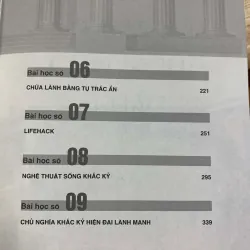 Bài học số 06
CHỮA LÀNH BẰNG TỰ TRẮC ẨN 221
Bài học số 07
LIFEHACK 251
Bài học số 08
NGHỆ THUẬT SỐNG KHẮC KỶ 295
Bài học số 09
CHỦ NGHĨA KHẮC KỶ HIỆN ĐẠI LÀNH MẠNH 339